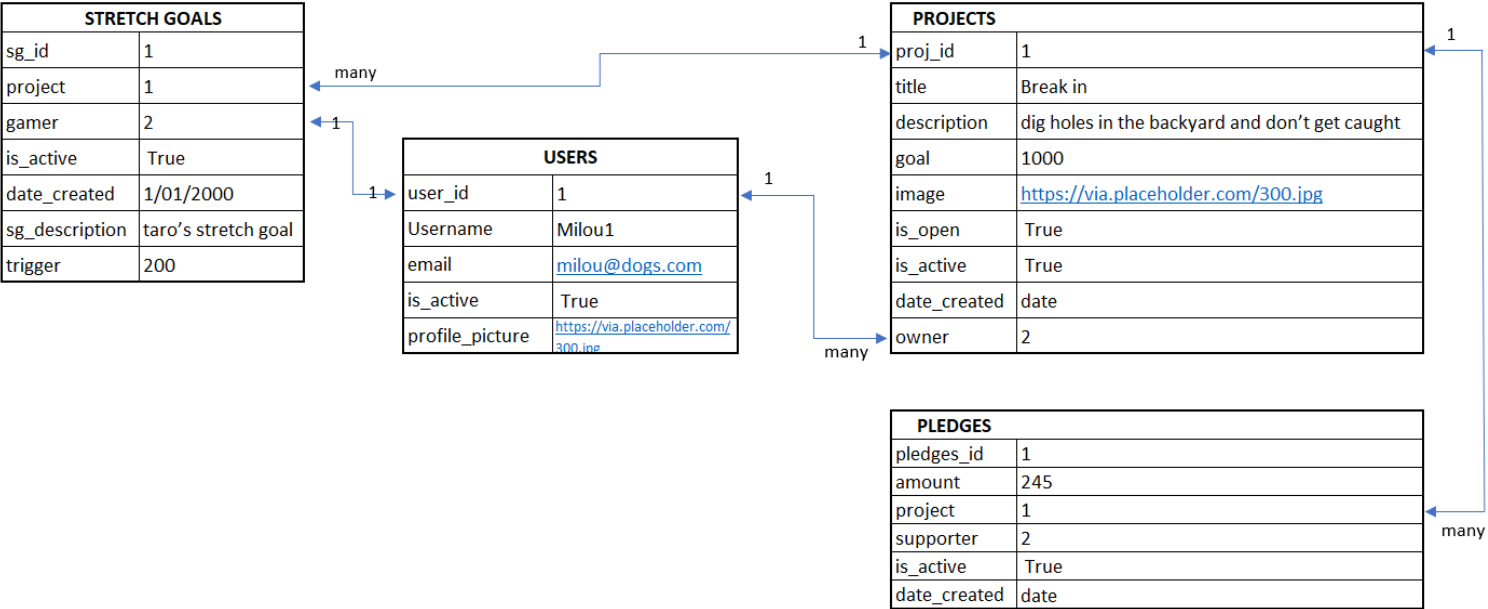 STRETCH GOALS
sg_id 1
project 1
gamer 2
is_active True
date_created 1/01/2000
sg_description taro's stretch goal
trigger 200
many
1
1
1
USERS
user_id 1
Username Milou1
email milou@dogs.com
is_active True
profile_picture https://via.placeholder.com/
300.jpg
1
many
PROJECTS
proj_id 1
title Break in
description dig holes in the backyard and don't get caught
goal 1000
image https://via.placeholder.com/300.jpg
is_open True
is_active True
date_created date
owner 2
1
many
PLEDGES
pledges_id 1
amount 245
project 1
supporter 2
is_active True
date_created date